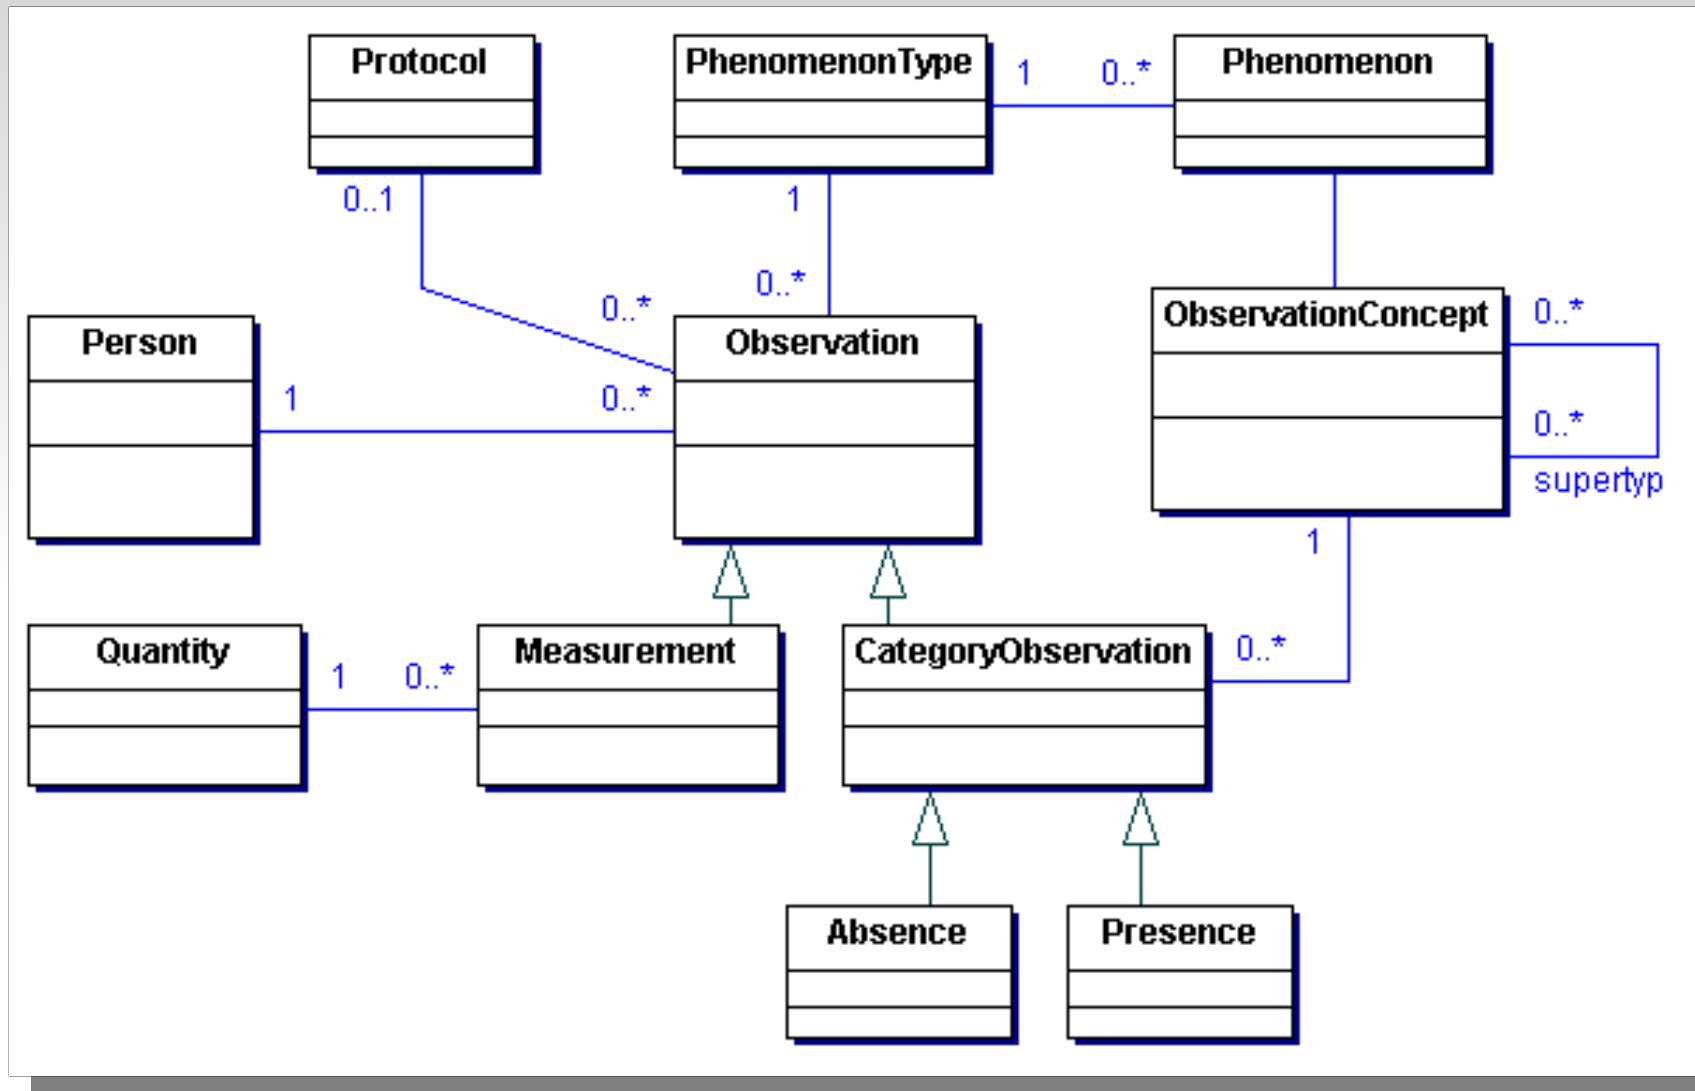 Protocol
PhenomenonType
1
0..*
Phenomenon
0..1
1
0..*
0..*
Person
1
0..*
Observation
ObservationConcept
0..*
0..*
supertyp
1
Quantity
1
0..*
Measurement
CategoryObservation
0..*
Absence
Presence